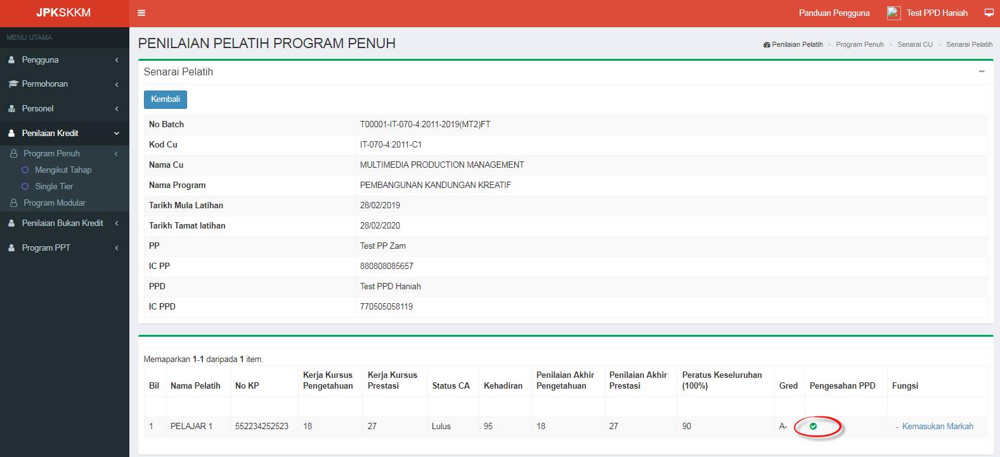 JPKSKKM
Panduan Pengguna
Test PPD Haniah
MENU UTAMA
Pengguna
Permohonan
Personel
Penilaian Kredit
Program Penuh
Mengikut Tahap
Single Tier
Program Modular
Penilaian Bukan Kredit
Program PPT
PENILAIAN PELATIH PROGRAM PENUH
Penilaian Pelatih > Program Penuh > Senarai CU > Senarai Pelatih
Senarai Pelatih
Kembali
No Batch T00001-IT-070-4:2011-2019(MT2)FT
Kod Cu IT-070-4:2011-C1
Nama Cu MULTIMEDIA PRODUCTION MANAGEMENT
Nama Program PEMBANGUNAN KANDUNGAN KREATIF
Tarikh Mula Latihan 28/02/2019
Tarikh Tamat latihan 28/02/2020
PP Test PP Zam
IC PP 880808085657
PPD Test PPD Haniah
IC PPD 770505058119
Memaparkan 1-1 daripada 1 item.
Bil Nama Pelatih No KP Kerja Kursus Pengetahuan Kerja Kursus Prestasi Status CA Kehadiran Penilaian Akhir Pengetahuan Penilaian Akhir Prestasi Peratus Keseluruhan (100%) Gred Pengesahan PPD Fungsi
1 PELAJAR 1 552234252523 18 27 Lulus 95 18 27 90 A- - Kemasukan Markah